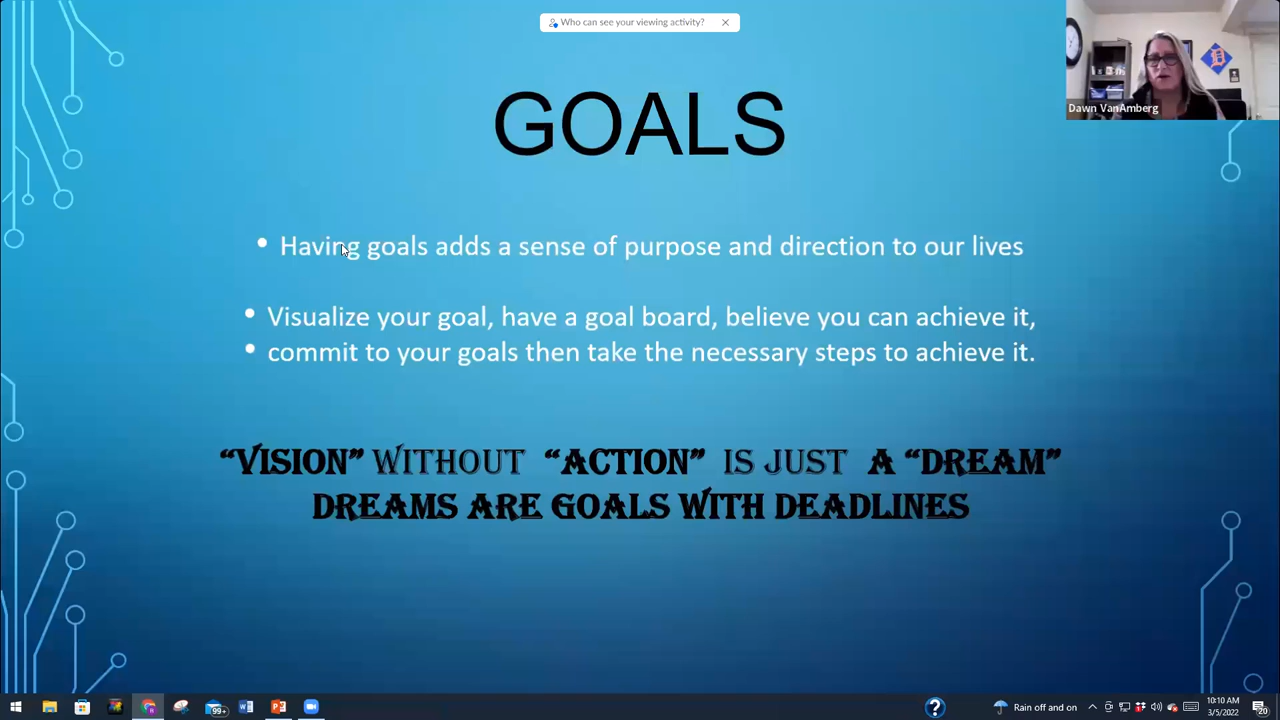 Who can see your viewing activity?
Dawn VanAmberg
GOALS
• Having goals adds a sense of purpose and direction to our lives
• Visualize your goal, have a goal board, believe you can achieve it,
• commit to your goals then take the necessary steps to achieve it.
“VISION” WITHOUT “ACTION” IS JUST A “DREAM”
DREAMS ARE GOALS WITH DEADLINES
99+
Rain off and on
10:10 AM
3/5/2022
20